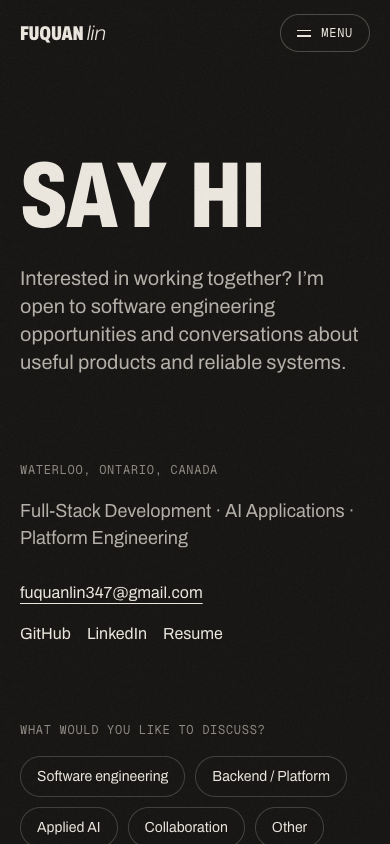 FUQUAN lin
MENU
SAY HI
Interested in working together? I’m
open to software engineering
opportunities and conversations about
useful products and reliable systems.
WATERLOO, ONTARIO, CANADA
Full-Stack Development · AI Applications ·
Platform Engineering
fuquanlin347@gmail.com
GitHub LinkedIn Resume
WHAT WOULD YOU LIKE TO DISCUSS?
Software engineering Backend / Platform
Applied AI Collaboration Other